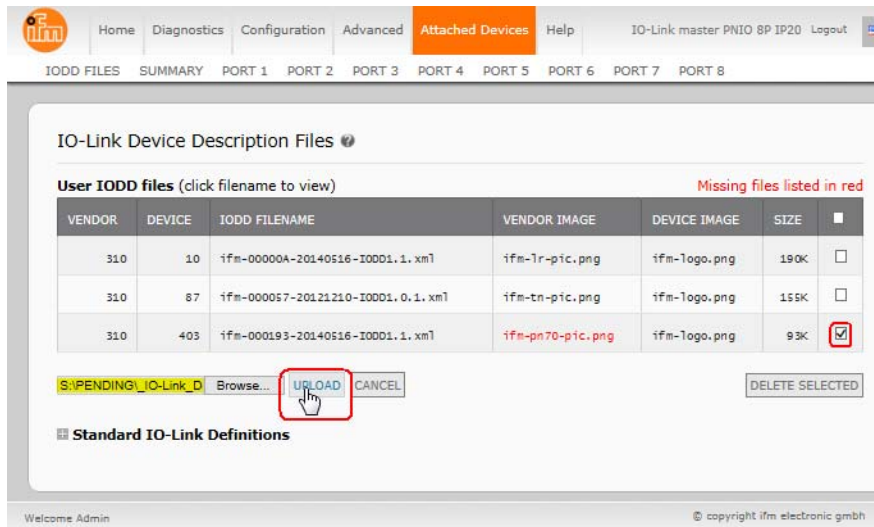 ifm Home Diagnostics Configuration Advanced Attached Devices Help IO-Link master PNIO 8P IP20 Logout
IODD FILES SUMMARY PORT 1 PORT 2 PORT 3 PORT 4 PORT 5 PORT 6 PORT 7 PORT 8
IO-Link Device Description Files ?
User IODD files (click filename to view) Missing files listed in red
VENDOR DEVICE IODD FILENAME VENDOR IMAGE DEVICE IMAGE SIZE
310 10 ifm-00000A-20140516-IODD1.1.xml ifm-lr-pic.png ifm-logo.png 190K
310 87 ifm-000057-20121210-IODD1.0.1.xml ifm-tn-pic.png ifm-logo.png 155K
310 403 ifm-000193-20140516-IODD1.1.xml ifm-pn70-pic.png ifm-logo.png 93K
S:\PENDING\_IO-Link_D Browse... UPLOAD CANCEL DELETE SELECTED
Standard IO-Link Definitions
Welcome Admin © copyright ifm electronic gmbh